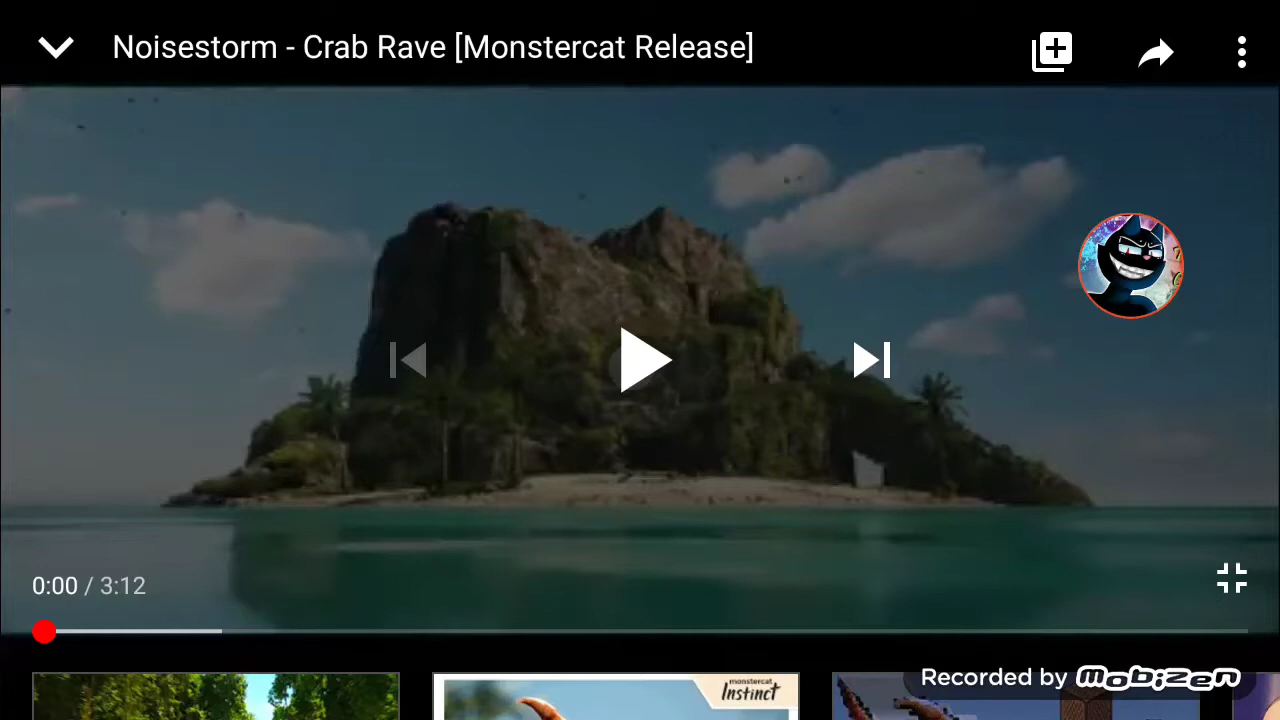 Noisestorm - Crab Rave [Monstercat Release]
0:00 / 3:12
monstercat
Instinct
Recorded by mobizen